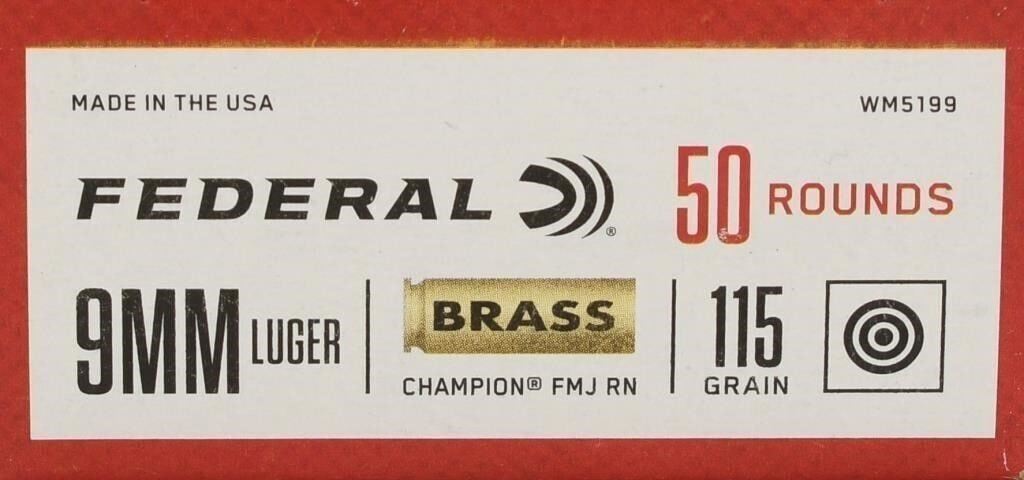 MADE IN THE USA WM5199
FEDERAL® 50 ROUNDS
9MM LUGER BRASS 115
CHAMPION® FMJ RN GRAIN